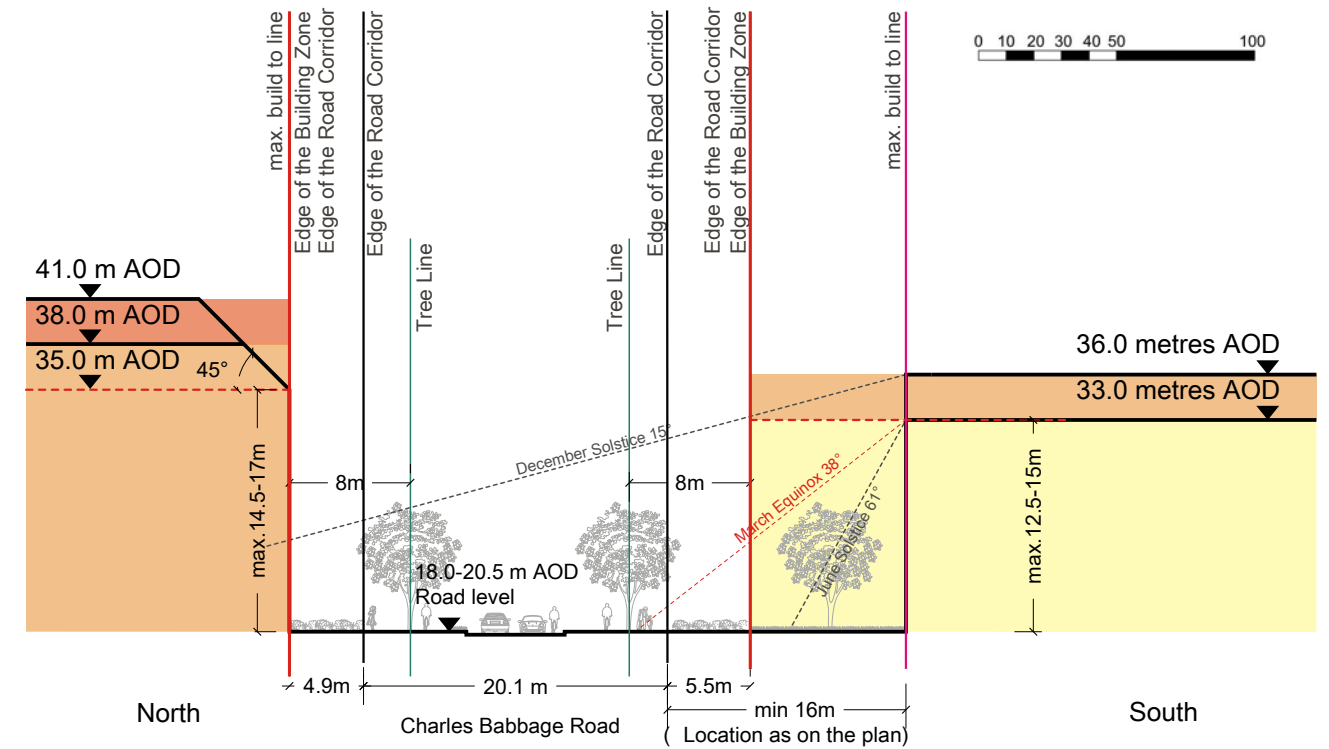 max. build to line
Edge of the Building Zone
Edge of the Road Corridor
Edge of the Road Corridor
Tree Line
Tree Line
Edge of the Road Corridor
Edge of the Road Corridor
Edge of the Building Zone
max. build to line
0 10 20 30 40 50 100
41.0 m AOD
38.0 m AOD
35.0 m AOD
45°
36.0 metres AOD
33.0 metres AOD
December Solstice 15°
March Equinox 38°
June Solstice 61°
8m
8m
max.14.5-17m
max.12.5-15m
18.0-20.5 m AOD
Road level
4.9m
20.1 m
5.5m
min 16m
( Location as on the plan)
North
Charles Babbage Road
South